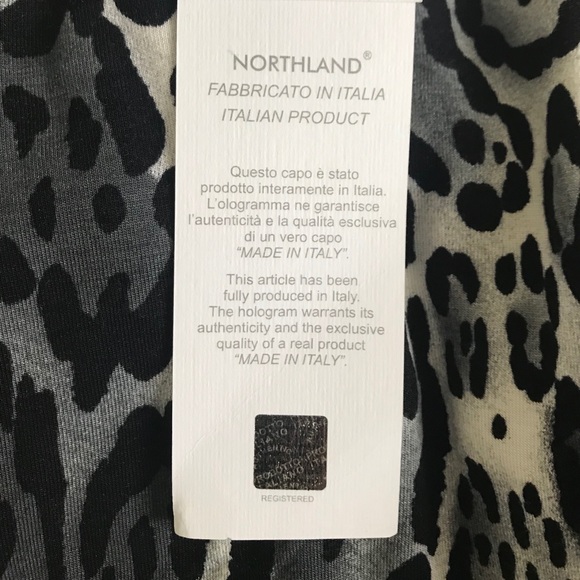 NORTHLAND®
FABBRICATO IN ITALIA
ITALIAN PRODUCT
Questo capo è stato
prodotto interamente in Italia.
L'ologramma ne garantisce
l'autenticità e la qualità esclusiva
di un vero capo
“MADE IN ITALY”.
This article has been
fully produced in Italy.
The hologram warrants its
authenticity and the exclusive
quality of a real product
“MADE IN ITALY”.
REGISTERED